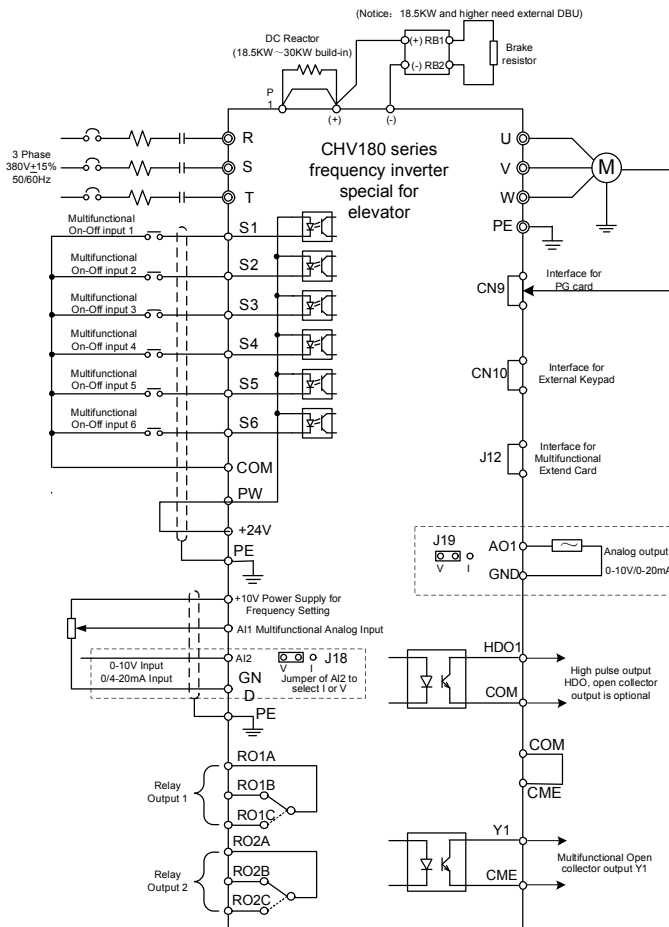 (Notice: 18.5KW and higher need external DBU)
DC Reactor
(18.5KW～30KW build-in)
(+) RB1
(-) RB2
Brake
resistor
P
1
(+)
(-)
CHV180 series
frequency inverter
special for
elevator
3 Phase
380V±15%
50/60Hz
R
S
T
U
V
W
PE
M
Multifunctional
On-Off input 1
S1
Multifunctional
On-Off input 2
S2
Multifunctional
On-Off input 3
S3
Multifunctional
On-Off input 4
S4
Multifunctional
On-Off input 5
S5
Multifunctional
On-Off input 6
S6
COM
PW
+24V
PE
CN9
Interface for
PG card
CN10
Interface for
External Keypad
J12
Interface for
Multifunctional
Extend Card
J19
V I
AO1
GND
Analog output
0-10V/0-20mA
+10V Power Supply for
Frequency Setting
AI1 Multifunctional Analog Input
AI2
0-10V Input
0/4-20mA Input
J18
V I
Jumper of AI2 to
select I or V
GN
D
PE
HDO1
COM
High pulse output
HDO, open collector
output is optional
COM
CME
Relay
Output 1
RO1A
RO1B
RO1C
Relay
Output 2
RO2A
RO2B
RO2C
Y1
CME
Multifunctional Open
collector output Y1